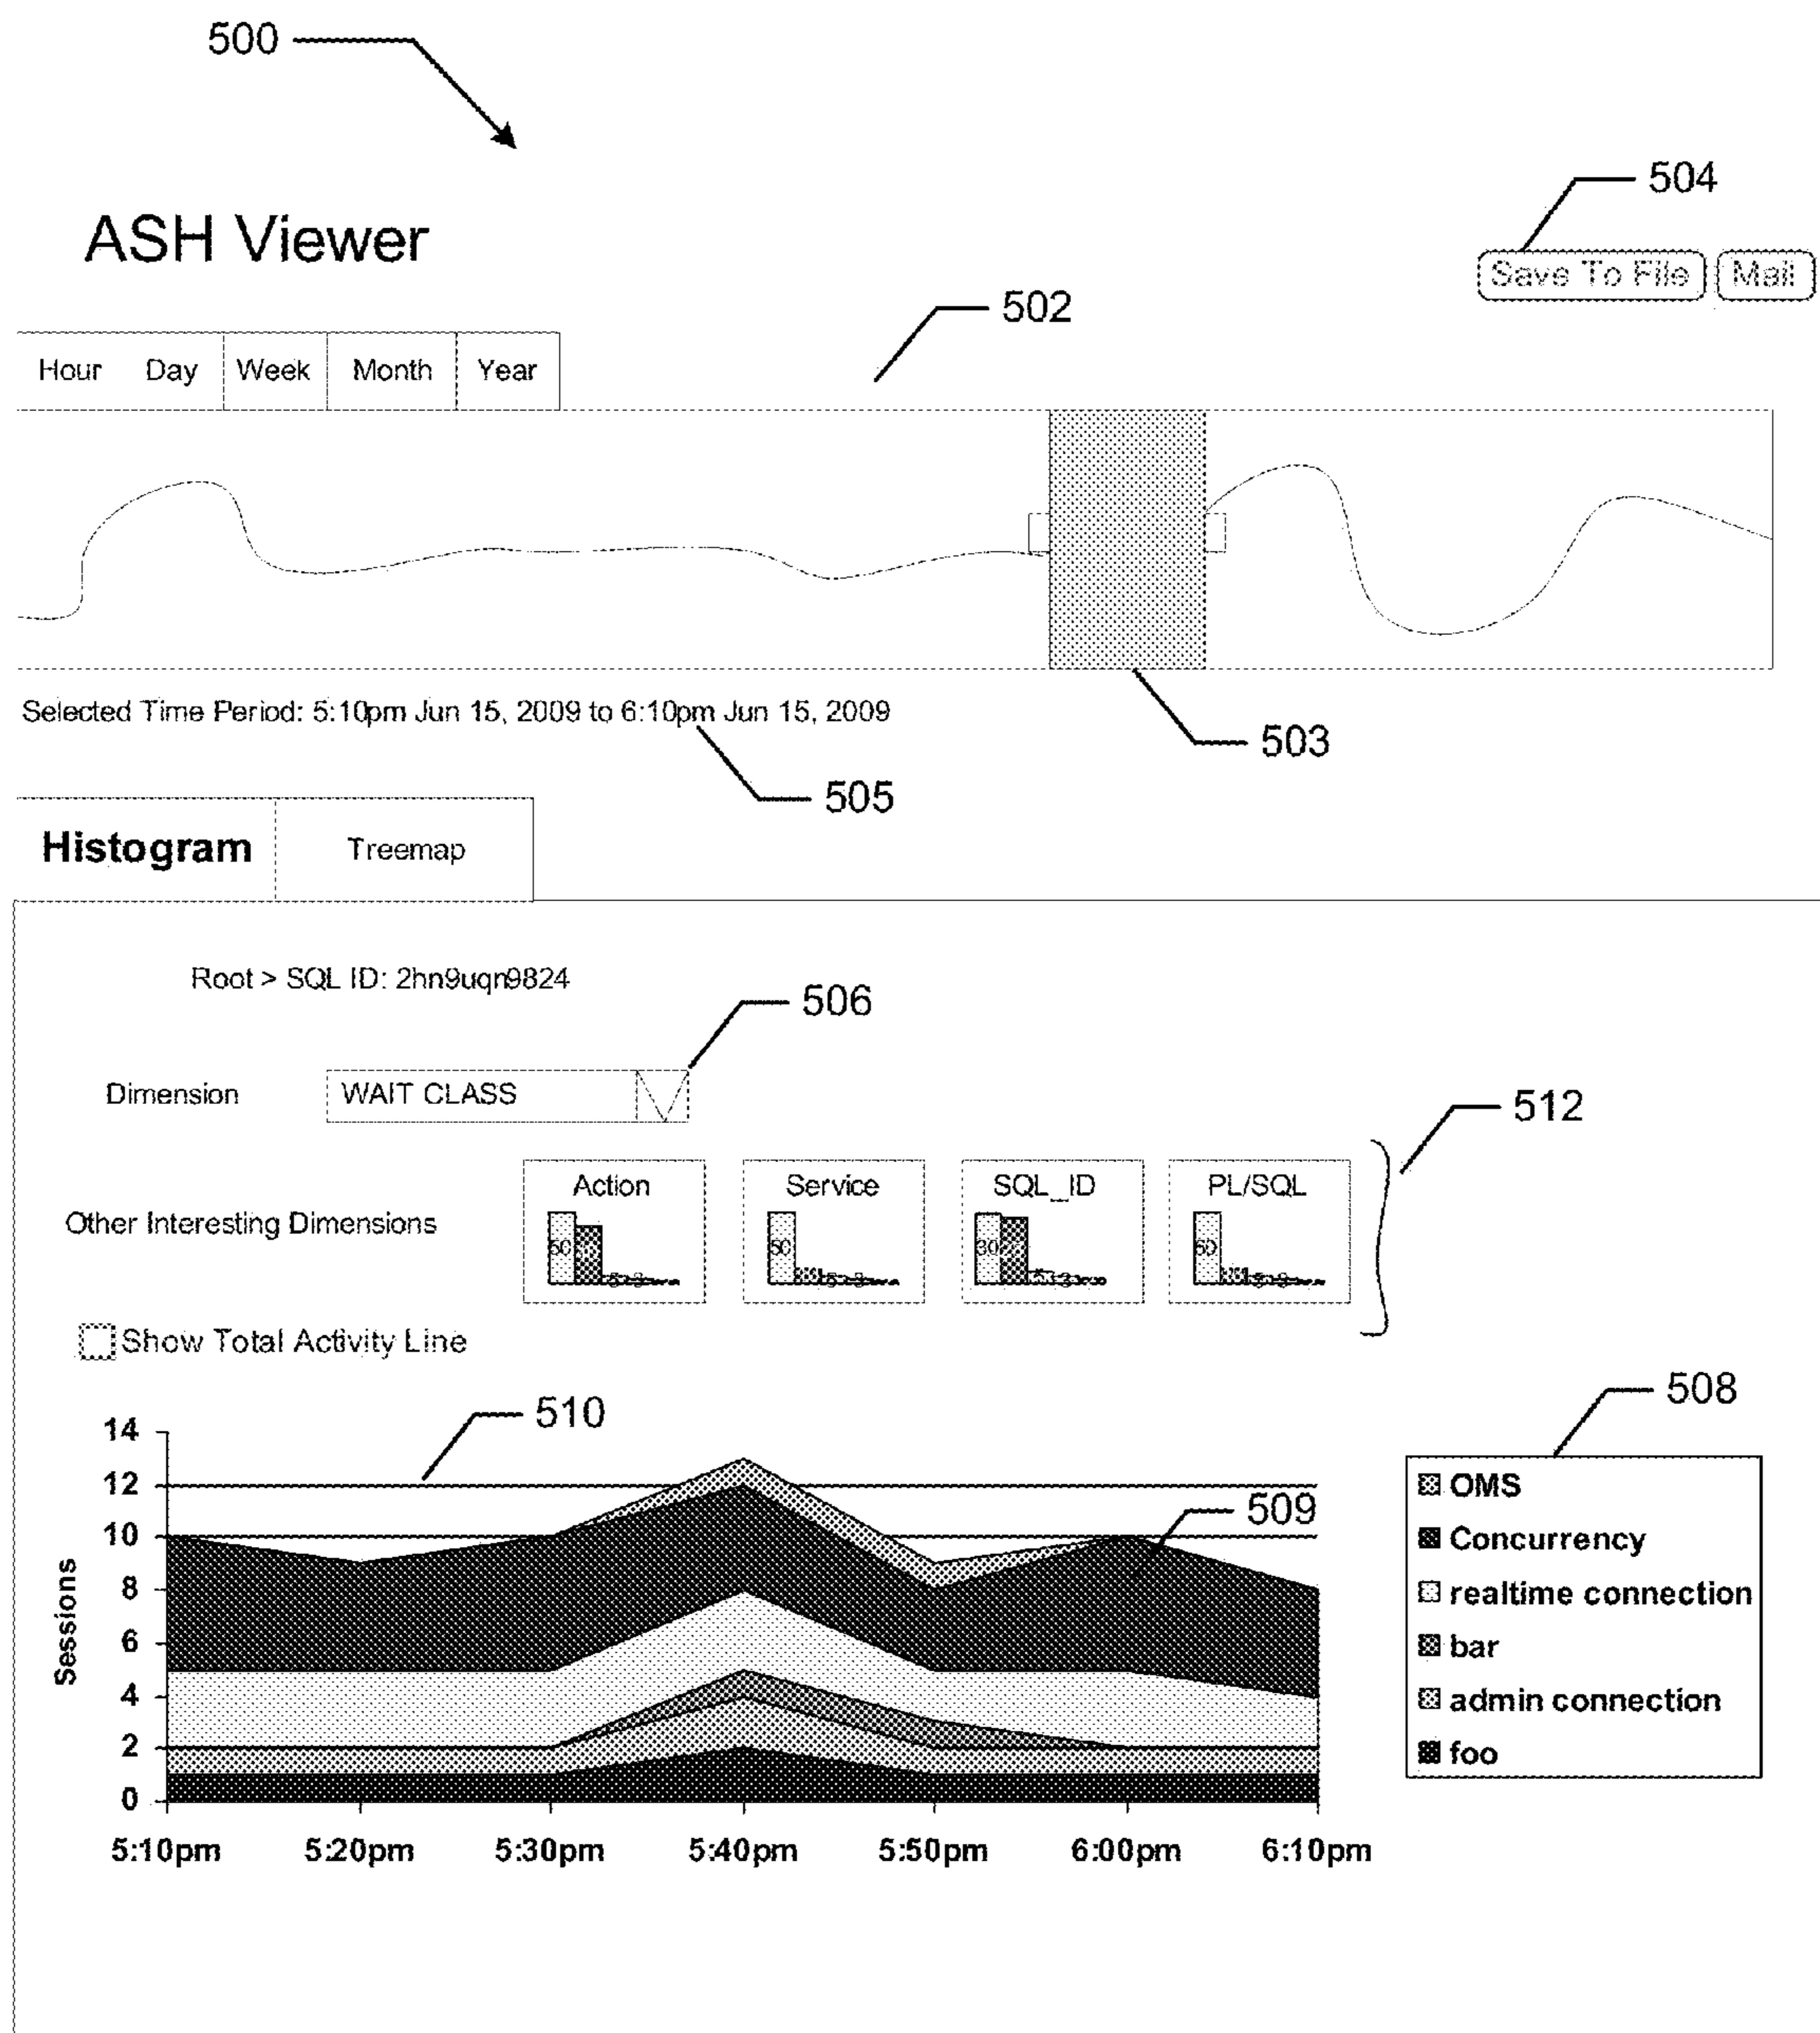 500
504
ASH Viewer
Save To File Mail
502
Hour Day Week Month Year
Selected Time Period: 5:10pm Jun 15, 2009 to 6:10pm Jun 15, 2009
503
505
Histogram Treemap
Root > SQL ID: 2hn9uqn9824
506
Dimension WAIT CLASS
512
Action Service SQL_ID PL/SQL
Other Interesting Dimensions
50 50 30
Show Total Activity Line
508
510
14
12
10
8
6
4
2
0
Sessions
509
OMS
Concurrency
realtime connection
bar
admin connection
foo
5:10pm 5:20pm 5:30pm 5:40pm 5:50pm 6:00pm 6:10pm